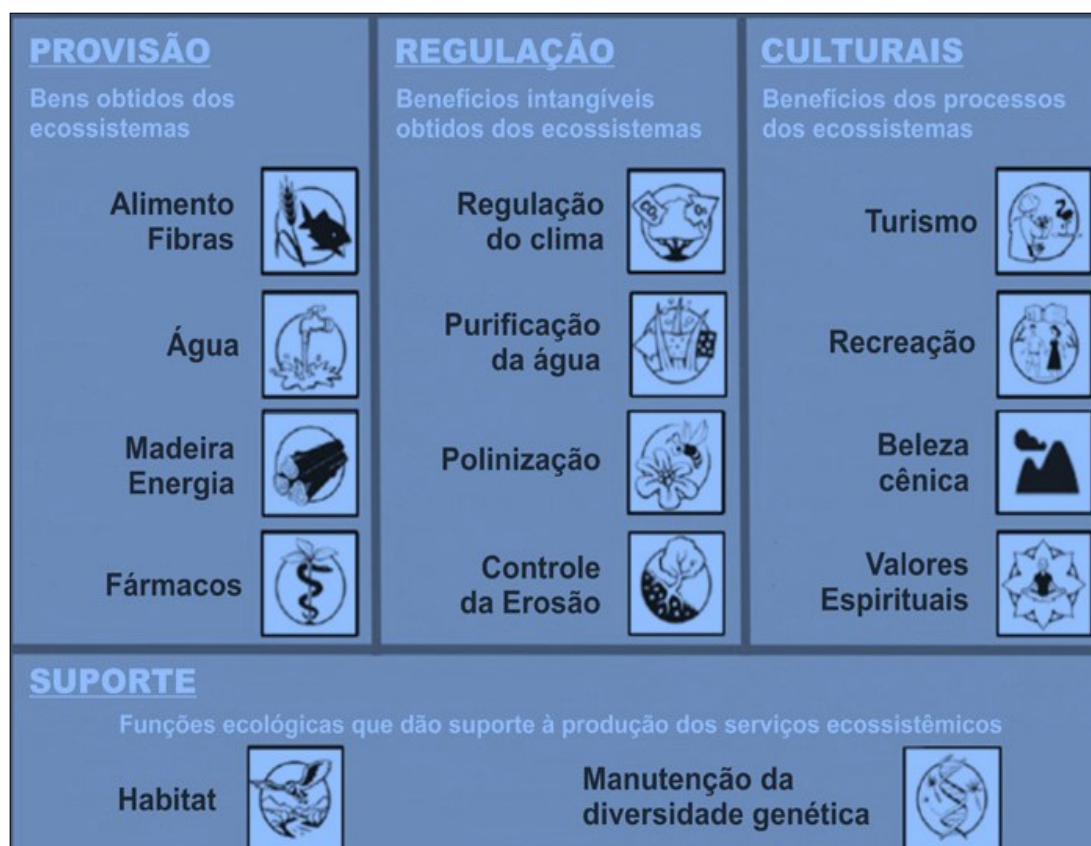 PROVISÃO
Bens obtidos dos
ecossistemas
Alimento
Fibras
Água
Madeira
Energia
Fármacos
REGULAÇÃO
Benefícios intangíveis
obtidos dos ecossistemas
Regulação
do clima
Purificação
da água
Polinização
Controle
da Erosão
CULTURAIS
Benefícios dos processos
dos ecossistemas
Turismo
Recreação
Beleza
cênica
Valores
Espirituais
SUPORTE
Funções ecológicas que dão suporte à produção dos serviços ecossistêmicos
Habitat
Manutenção da
diversidade genética